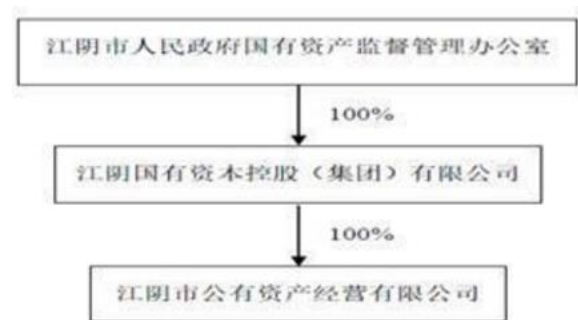 江阴市人民政府国有资产监督管理办公室
100%
江阴国有资本控股（集团）有限公司
100%
江阴市公有资产经营有限公司